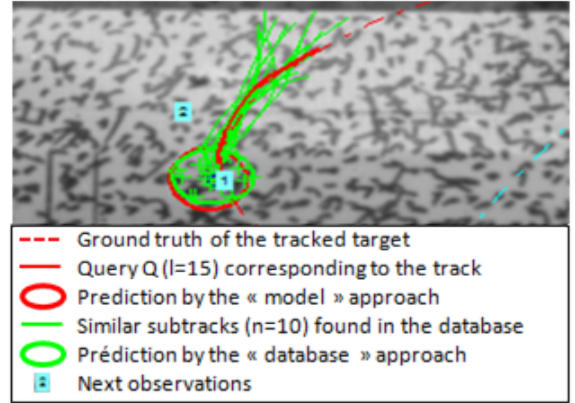 Ground truth of the tracked target
Query Q (l=15) corresponding to the track
Prediction by the « model » approach
Similar subtracks (n=10) found in the database
Prédiction by the « database » approach
Next observations